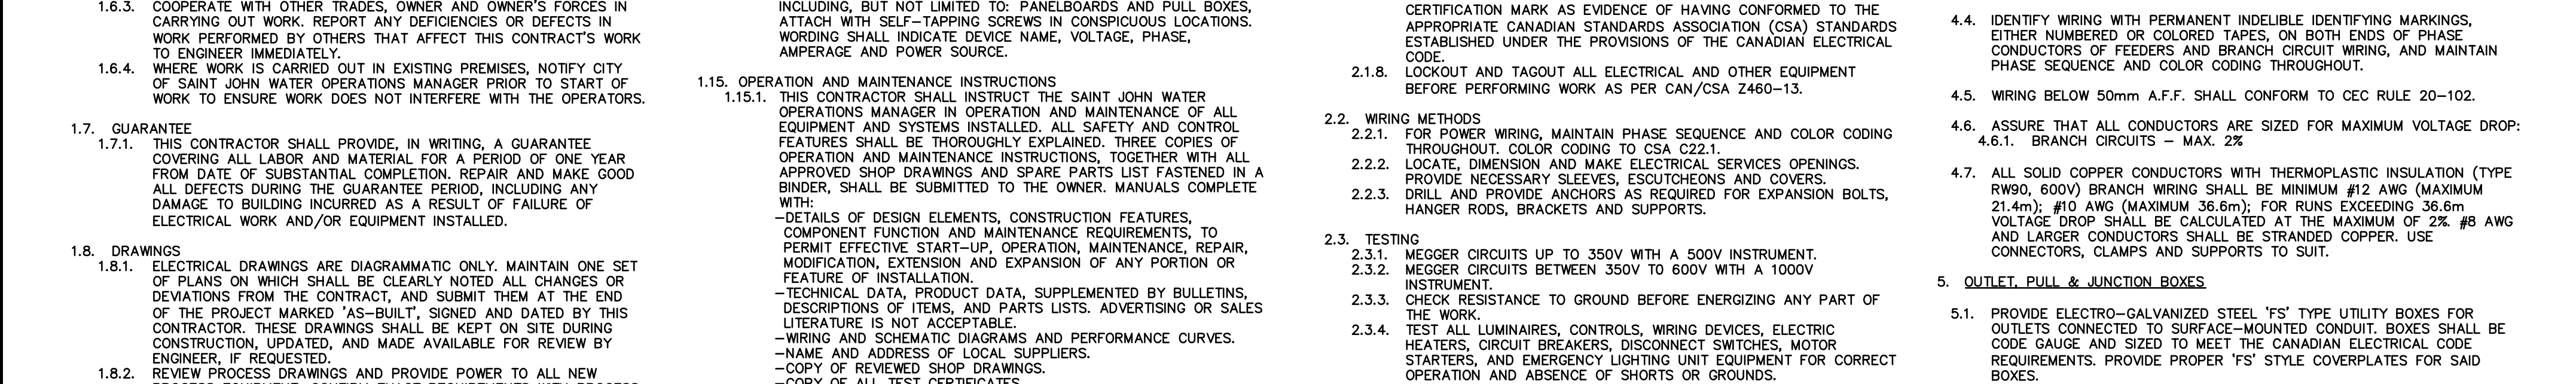 1.6.3. COOPERATE WITH OTHER TRADES, OWNER AND OWNER'S FORCES IN
CARRYING OUT WORK. REPORT ANY DEFICIENCIES OR DEFECTS IN
WORK PERFORMED BY OTHERS THAT AFFECT THIS CONTRACT'S WORK
TO ENGINEER IMMEDIATELY.
1.6.4. WHERE WORK IS CARRIED OUT IN EXISTING PREMISES, NOTIFY CITY
OF SAINT JOHN WATER OPERATIONS MANAGER PRIOR TO START OF
WORK TO ENSURE WORK DOES NOT INTERFERE WITH THE OPERATORS.
1.7. GUARANTEE
1.7.1. THIS CONTRACTOR SHALL PROVIDE, IN WRITING, A GUARANTEE
COVERING ALL LABOR AND MATERIAL FOR A PERIOD OF ONE YEAR
FROM DATE OF SUBSTANTIAL COMPLETION. REPAIR AND MAKE GOOD
ALL DEFECTS DURING THE GUARANTEE PERIOD, INCLUDING ANY
DAMAGE TO BUILDING INCURRED AS A RESULT OF FAILURE OF
ELECTRICAL WORK AND/OR EQUIPMENT INSTALLED.
1.8. DRAWINGS
1.8.1. ELECTRICAL DRAWINGS ARE DIAGRAMMATIC ONLY. MAINTAIN ONE SET
OF PLANS ON WHICH SHALL BE CLEARLY NOTED ALL CHANGES OR
DEVIATIONS FROM THE CONTRACT, AND SUBMIT THEM AT THE END
OF THE PROJECT MARKED 'AS-BUILT', SIGNED AND DATED BY THIS
CONTRACTOR. THESE DRAWINGS SHALL BE KEPT ON SITE DURING
CONSTRUCTION, UPDATED, AND MADE AVAILABLE FOR REVIEW BY
ENGINEER, IF REQUESTED.
1.8.2. REVIEW PROCESS DRAWINGS AND PROVIDE POWER TO ALL NEW
INCLUDING, BUT NOT LIMITED TO: PANELBOARDS AND PULL BOXES,
ATTACH WITH SELF-TAPPING SCREWS IN CONSPICUOUS LOCATIONS.
WORDING SHALL INDICATE DEVICE NAME, VOLTAGE, PHASE,
AMPERAGE AND POWER SOURCE.
1.15. OPERATION AND MAINTENANCE INSTRUCTIONS
1.15.1. THIS CONTRACTOR SHALL INSTRUCT THE SAINT JOHN WATER
OPERATIONS MANAGER IN OPERATION AND MAINTENANCE OF ALL
EQUIPMENT AND SYSTEMS INSTALLED. ALL SAFETY AND CONTROL
FEATURES SHALL BE THOROUGHLY EXPLAINED. THREE COPIES OF
OPERATION AND MAINTENANCE INSTRUCTIONS, TOGETHER WITH ALL
APPROVED SHOP DRAWINGS AND SPARE PARTS LIST FASTENED IN A
BINDER, SHALL BE SUBMITTED TO THE OWNER. MANUALS COMPLETE
WITH:
-DETAILS OF DESIGN ELEMENTS, CONSTRUCTION FEATURES,
COMPONENT FUNCTION AND MAINTENANCE REQUIREMENTS, TO
PERMIT EFFECTIVE START-UP, OPERATION, MAINTENANCE, REPAIR,
MODIFICATION, EXTENSION AND EXPANSION OF ANY PORTION OR
FEATURE OF INSTALLATION.
-TECHNICAL DATA, PRODUCT DATA, SUPPLEMENTED BY BULLETINS,
DESCRIPTIONS OF ITEMS, AND PARTS LISTS. ADVERTISING OR SALES
LITERATURE IS NOT ACCEPTABLE.
-WIRING AND SCHEMATIC DIAGRAMS AND PERFORMANCE CURVES.
-NAME AND ADDRESS OF LOCAL SUPPLIERS.
-COPY OF REVIEWED SHOP DRAWINGS.
-COPY OF ALL TEST CERTIFICATES
CERTIFICATION MARK AS EVIDENCE OF HAVING CONFORMED TO THE
APPROPRIATE CANADIAN STANDARDS ASSOCIATION (CSA) STANDARDS
ESTABLISHED UNDER THE PROVISIONS OF THE CANADIAN ELECTRICAL
CODE.
2.1.8. LOCKOUT AND TAGOUT ALL ELECTRICAL AND OTHER EQUIPMENT
BEFORE PERFORMING WORK AS PER CAN/CSA Z460-13.
2.2. WIRING METHODS
2.2.1. FOR POWER WIRING, MAINTAIN PHASE SEQUENCE AND COLOR CODING
THROUGHOUT. COLOR CODING TO CSA C22.1.
2.2.2. LOCATE, DIMENSION AND MAKE ELECTRICAL SERVICES OPENINGS.
PROVIDE NECESSARY SLEEVES, ESCUTCHEONS AND COVERS.
2.2.3. DRILL AND PROVIDE ANCHORS AS REQUIRED FOR EXPANSION BOLTS,
HANGER RODS, BRACKETS AND SUPPORTS.
2.3. TESTING
2.3.1. MEGGER CIRCUITS UP TO 350V WITH A 500V INSTRUMENT.
2.3.2. MEGGER CIRCUITS BETWEEN 350V TO 600V WITH A 1000V
INSTRUMENT.
2.3.3. CHECK RESISTANCE TO GROUND BEFORE ENERGIZING ANY PART OF
THE WORK.
2.3.4. TEST ALL LUMINAIRES, CONTROLS, WIRING DEVICES, ELECTRIC
HEATERS, CIRCUIT BREAKERS, DISCONNECT SWITCHES, MOTOR
STARTERS, AND EMERGENCY LIGHTING UNIT EQUIPMENT FOR CORRECT
OPERATION AND ABSENCE OF SHORTS OR GROUNDS.
4.4. IDENTIFY WIRING WITH PERMANENT INDELIBLE IDENTIFYING MARKINGS,
EITHER NUMBERED OR COLORED TAPES, ON BOTH ENDS OF PHASE
CONDUCTORS OF FEEDERS AND BRANCH CIRCUIT WIRING, AND MAINTAIN
PHASE SEQUENCE AND COLOR CODING THROUGHOUT.
4.5. WIRING BELOW 50mm A.F.F. SHALL CONFORM TO CEC RULE 20-102.
4.6. ASSURE THAT ALL CONDUCTORS ARE SIZED FOR MAXIMUM VOLTAGE DROP:
4.6.1. BRANCH CIRCUITS - MAX. 2%
4.7. ALL SOLID COPPER CONDUCTORS WITH THERMOPLASTIC INSULATION (TYPE
RW90, 600V) BRANCH WIRING SHALL BE MINIMUM #12 AWG (MAXIMUM
21.4m); #10 AWG (MAXIMUM 36.6m); FOR RUNS EXCEEDING 36.6m
VOLTAGE DROP SHALL BE CALCULATED AT THE MAXIMUM OF 2%. #8 AWG
AND LARGER CONDUCTORS SHALL BE STRANDED COPPER. USE
CONNECTORS, CLAMPS AND SUPPORTS TO SUIT.
5. OUTLET, PULL & JUNCTION BOXES
5.1. PROVIDE ELECTRO-GALVANIZED STEEL 'FS' TYPE UTILITY BOXES FOR
OUTLETS CONNECTED TO SURFACE-MOUNTED CONDUIT. BOXES SHALL BE
CODE GAUGE AND SIZED TO MEET THE CANADIAN ELECTRICAL CODE
REQUIREMENTS. PROVIDE PROPER 'FS' STYLE COVERPLATES FOR SAID
BOXES.